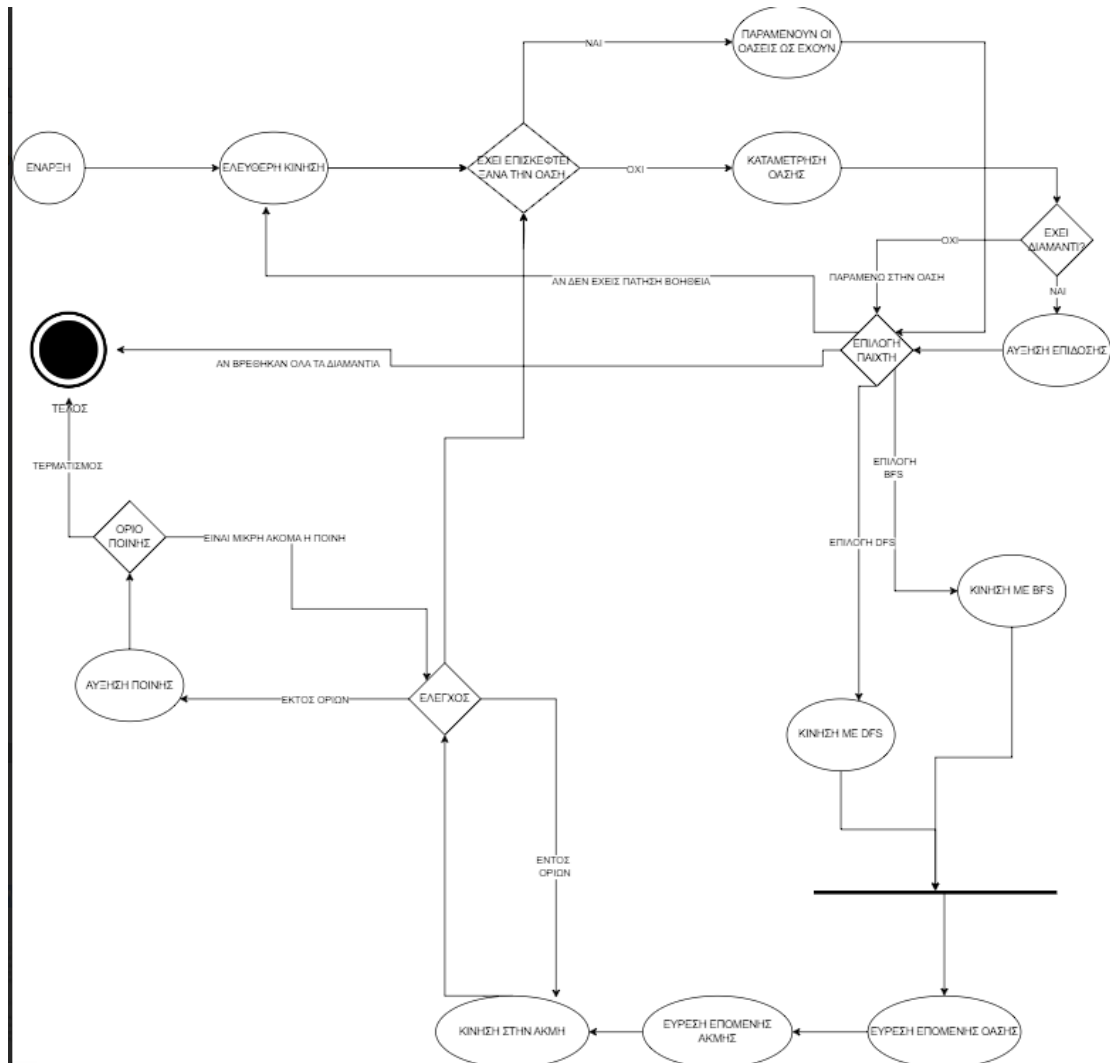 ΠΑΡΑΜΕΝΟΥΝ ΟΙ
ΟΑΣΕΙΣ ΩΣ ΕΧΟΥΝ
ΝΑΙ
ΕΝΑΡΞΗ
ΕΛΕΥΘΕΡΗ ΚΙΝΗΣΗ
ΕΧΕΙ ΕΠΙΣΚΕΦΤΕΙ
ΞΑΝΑ ΤΗΝ ΟΑΣΗ
ΟΧΙ
ΚΑΤΑΜΕΤΡΗΣΗ
ΟΑΣΗΣ
ΕΧΕΙ
ΔΙΑΜΑΝΤΙ?
ΟΧΙ
ΠΑΡΑΜΕΝΩ ΣΤΗΝ ΟΑΣΗ
ΑΝ ΔΕΝ ΕΧΕΙΣ ΠΑΤΗΣΗ ΒΟΗΘΕΙΑ
ΝΑΙ
ΕΠΙΛΟΓΗ
ΠΑΙΧΤΗ
ΑΥΞΗΣΗ ΕΠΙΔΟΣΗΣ
ΑΝ ΒΡΕΘΗΚΑΝ ΟΛΑ ΤΑ ΔΙΑΜΑΝΤΙΑ
ΤΕΛΟΣ
ΤΕΡΜΑΤΙΣΜΟΣ
ΕΠΙΛΟΓΗ
BFS
ΟΡΙΟ
ΠΟΙΝΗΣ
ΕΙΝΑΙ ΜΙΚΡΗ ΑΚΟΜΑ Η ΠΟΙΝΗ
ΕΠΙΛΟΓΗ DFS
ΚΙΝΗΣΗ ΜΕ BFS
ΑΥΞΗΣΗ ΠΟΙΝΗΣ
ΕΚΤΟΣ ΟΡΙΩΝ
ΕΛΕΓΧΟΣ
ΚΙΝΗΣΗ ΜΕ DFS
ΕΝΤΟΣ
ΟΡΙΩΝ
ΚΙΝΗΣΗ ΣΤΗΝ ΑΚΜΗ
ΕΥΡΕΣΗ ΕΠΟΜΕΝΗΣ
ΑΚΜΗΣ
ΕΥΡΕΣΗ ΕΠΟΜΕΝΗΣ ΟΑΣΗΣ